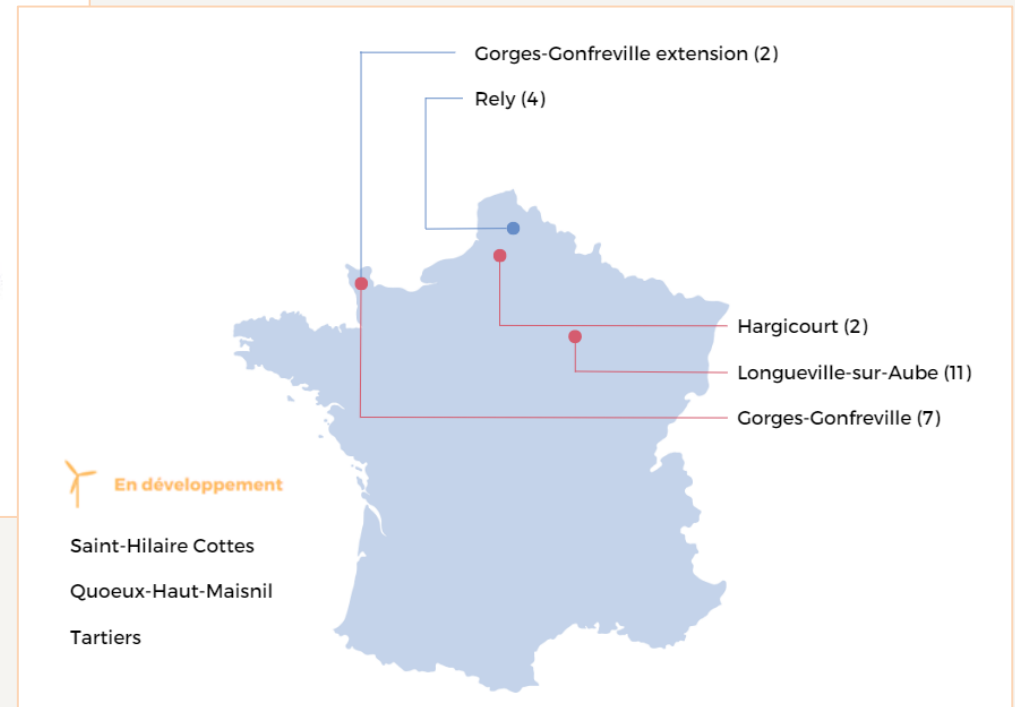 Gorges-Gonfreville extension (2)
Rely (4)
Hargicourt (2)
Longueville-sur-Aube (11)
Gorges-Gonfreville (7)
En développement
Saint-Hilaire Cottes
Quoeux-Haut-Maisnil
Tartiers